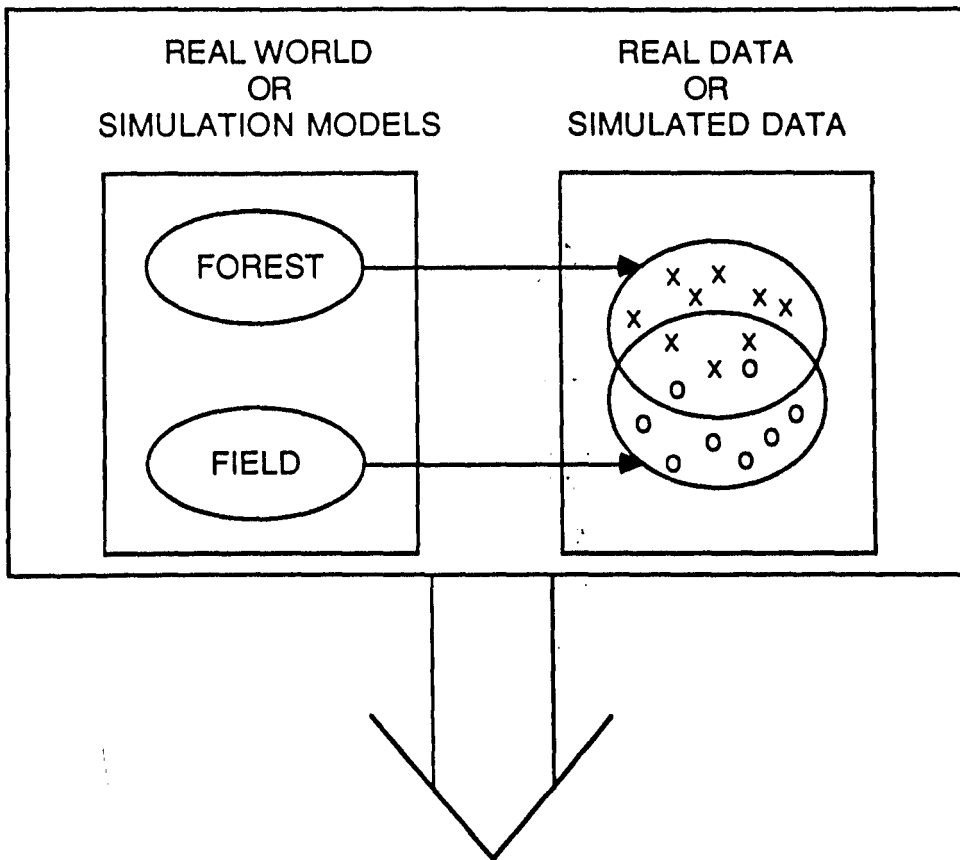 REAL WORLD
OR
SIMULATION MODELS
REAL DATA
OR
SIMULATED DATA
FOREST
FIELD
X X
X X X
X
X X
X O
O
O O
O O
O O